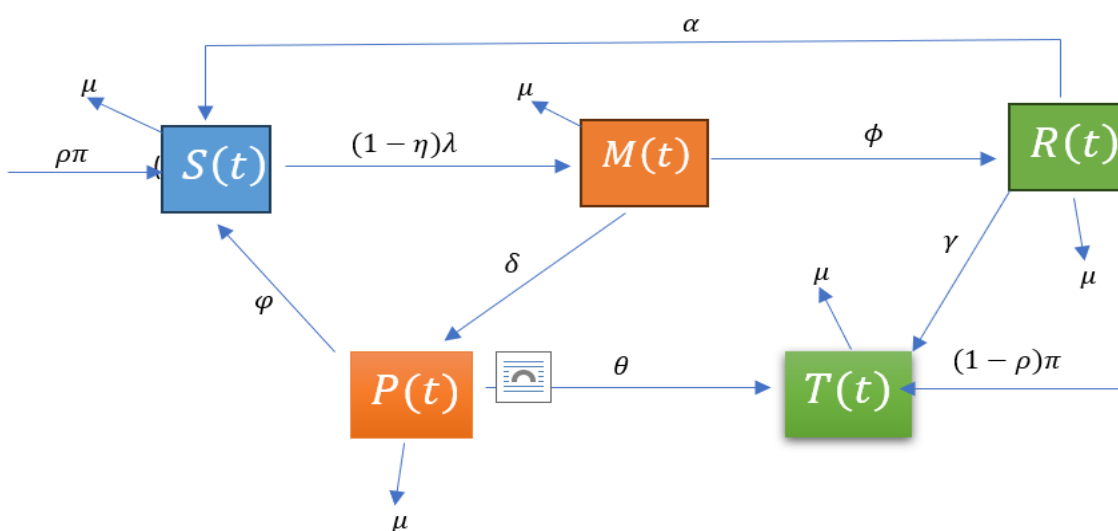 α
μ
μ
ρπ
(
S(t)
(1 − η)λ
M(t)
ϕ
R(t)
φ
δ
γ
μ
μ
P(t)
θ
T(t)
(1 − ρ)π
μ